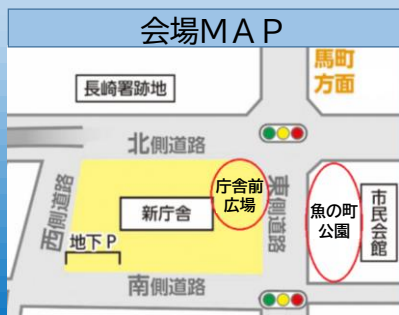 会場ＭＡＰ
馬町
方面
長崎署跡地
北側道路
庁舎前
広場
西側道路
新庁舎
東側道路
魚の町
公園
市民会館
地下Ｐ
南側道路